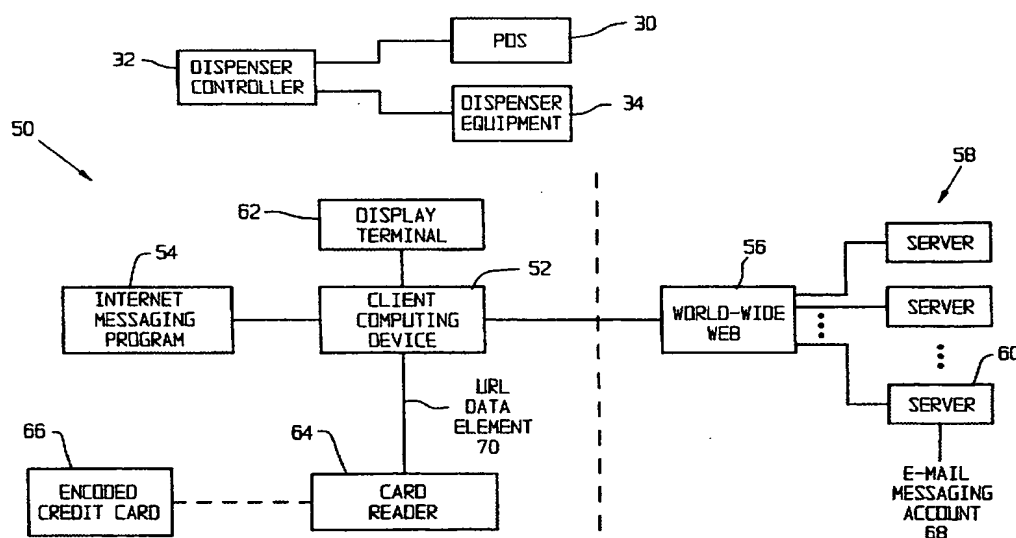 30
POS
32
DISPENSER
CONTROLLER
DISPENSER
EQUIPMENT
34
50
58
62
DISPLAY
TERMINAL
SERVER
54
52
56
INTERNET
MESSAGING
PROGRAM
CLIENT
COMPUTING
DEVICE
WORLD-WIDE
WEB
SERVER
60
SERVER
URL
DATA
ELEMENT
70
66
64
ENCODED
CREDIT CARD
CARD
READER
E-MAIL
MESSAGING
ACCOUNT
68